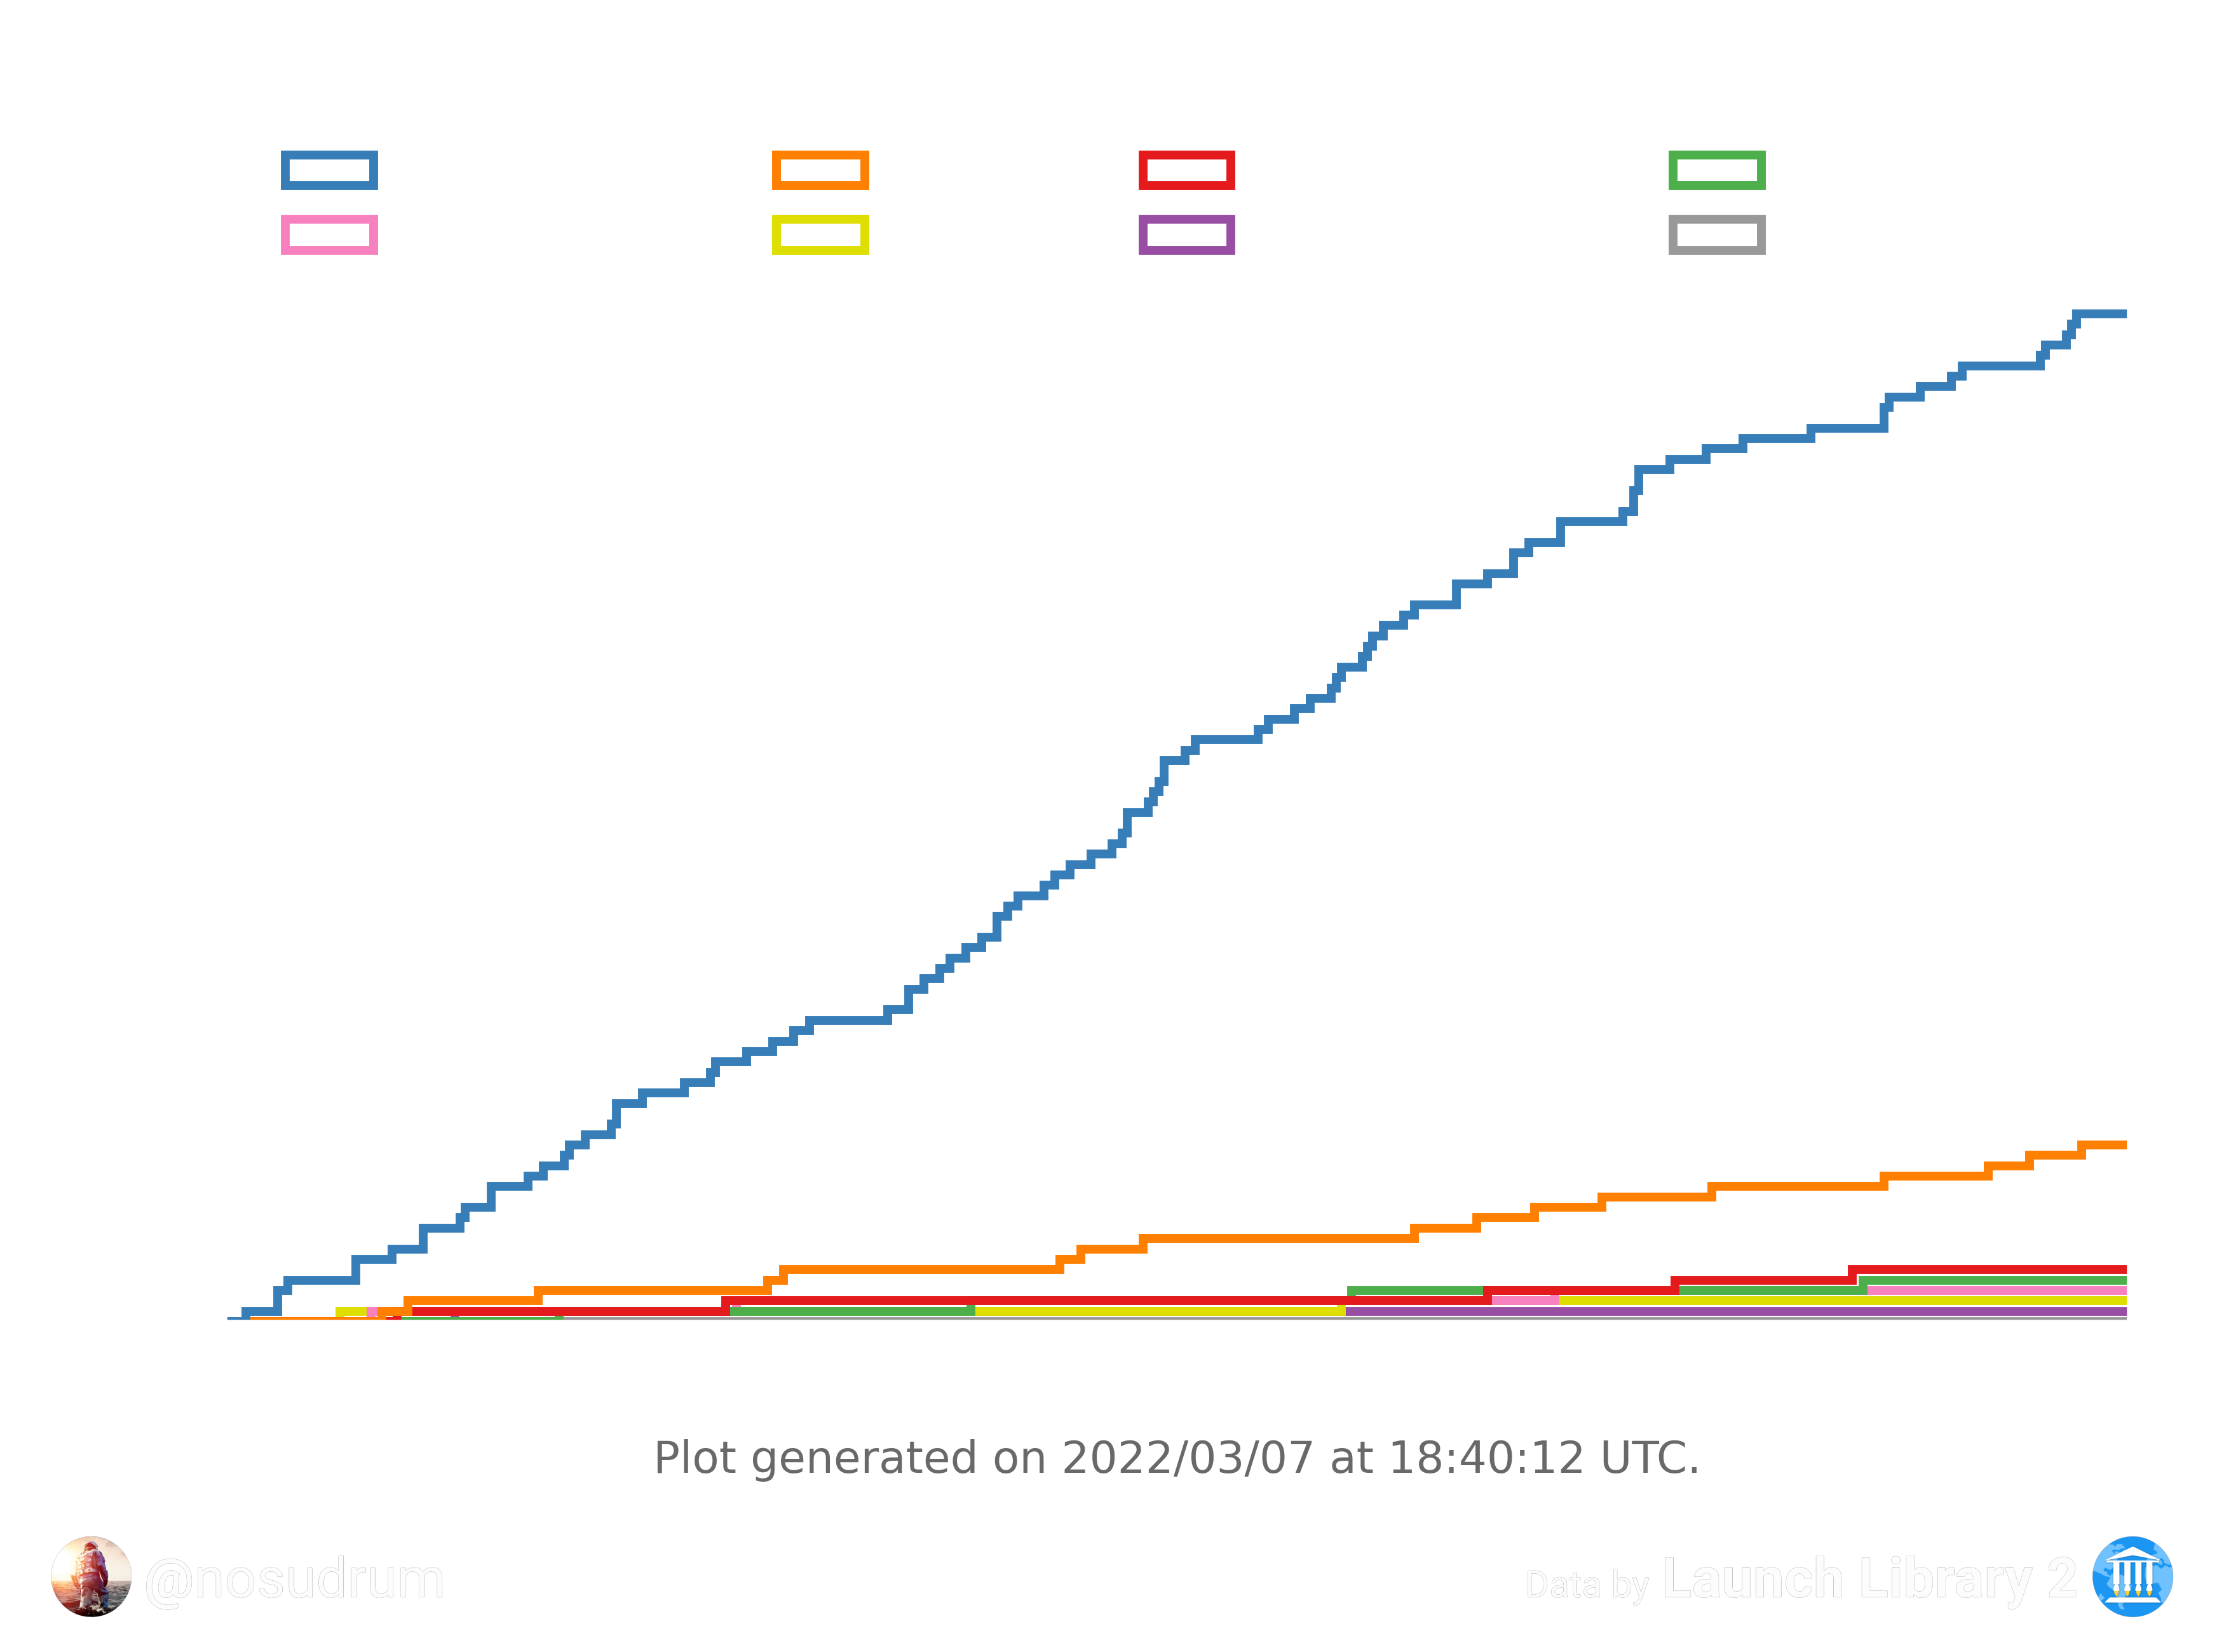 Plot generated on 2022/03/07 at 18:40:12 UTC.
@nosudrum
Data by Launch Library 2